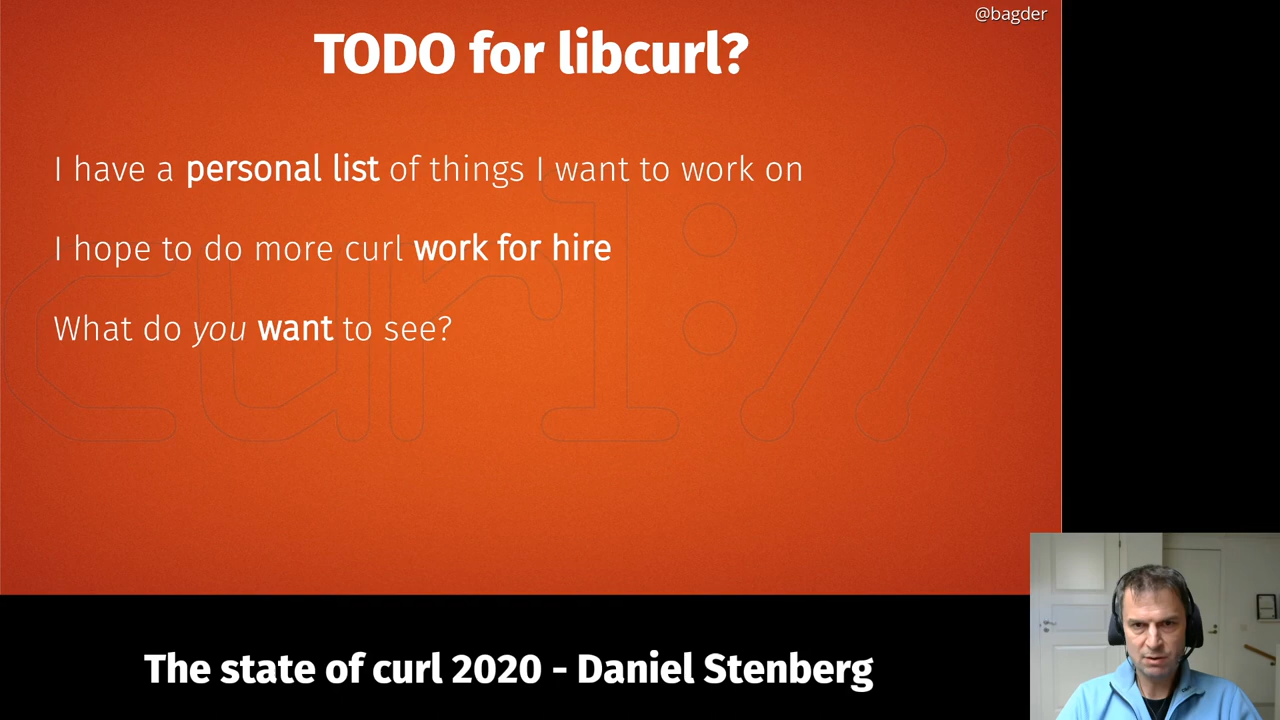 @bagder
TODO for libcurl?
I have a personal list of things I want to work on
I hope to do more curl work for hire
What do you want to see?
curl://
The state of curl 2020 - Daniel Stenberg